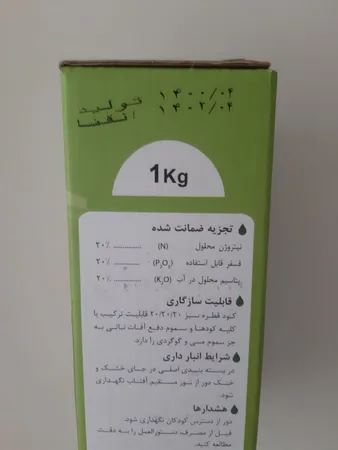 تولید ۱۴۰۰/۰۴
انقضا ۱۴۰۲/۰۴
1Kg
تجزیه ضمانت شده
نیتروژن محلول (N) ............ ۲۰٪
فسفر قابل استفاده (P₂O₅) ............ ۲۰٪
پتاسیم محلول در آب (K₂O) ............ ۲۰٪
قابلیت سازگاری
کود قطره سبز ۲۰/۲۰/۲۰ قابلیت ترکیب با
کلیه کودها و سموم دفع آفات نباتی به
جز سموم مسی و گوگردی را دارد.
شرایط انبار داری
در بسته بندی اصلی در جای خشک و
خنک دور از نور مستقیم آفتاب نگهداری
شود
هشدارها
دور از دسترس کودکان نگهداری شود.
قبل از مصرف دستورالعمل را به دقت
مطالعه کنید.